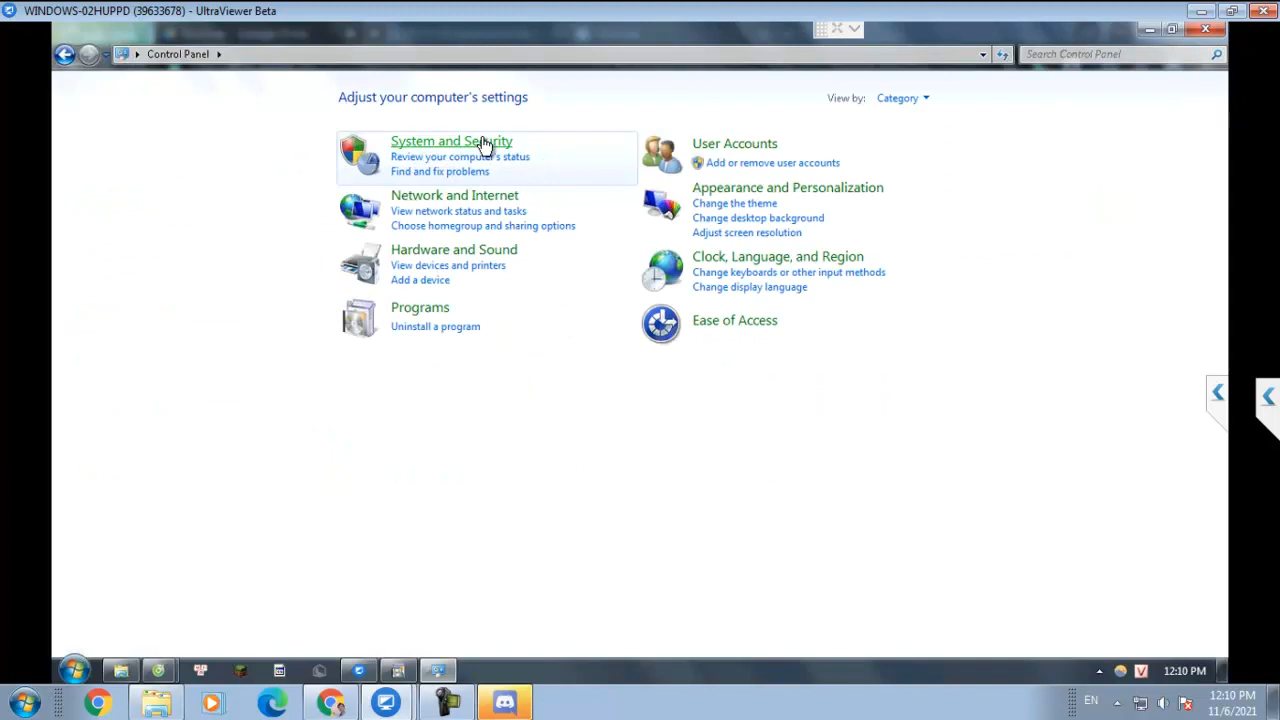 WINDOWS-02HUPPD (39633678) - UltraViewer Beta
Control Panel
Search Control Panel
Adjust your computer's settings
View by: Category
System and Security
Review your computer's status
Find and fix problems
Network and Internet
View network status and tasks
Choose homegroup and sharing options
Hardware and Sound
View devices and printers
Add a device
Programs
Uninstall a program
User Accounts
Add or remove user accounts
Appearance and Personalization
Change the theme
Change desktop background
Adjust screen resolution
Clock, Language, and Region
Change keyboards or other input methods
Change display language
Ease of Access
V
12:10 PM
EN
12:10 PM
11/6/2021